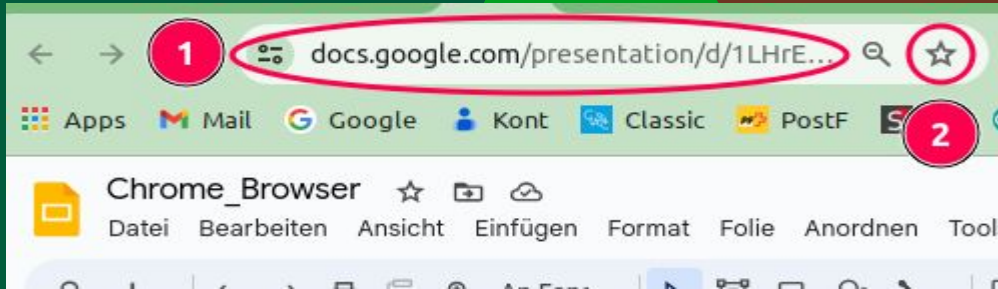 1 docs.google.com/presentation/d/1LHrE...
Apps Mail Google Kont Classic PostF S 2
Chrome_Browser
Datei Bearbeiten Ansicht Einfügen Format Folie Anordnen Tools